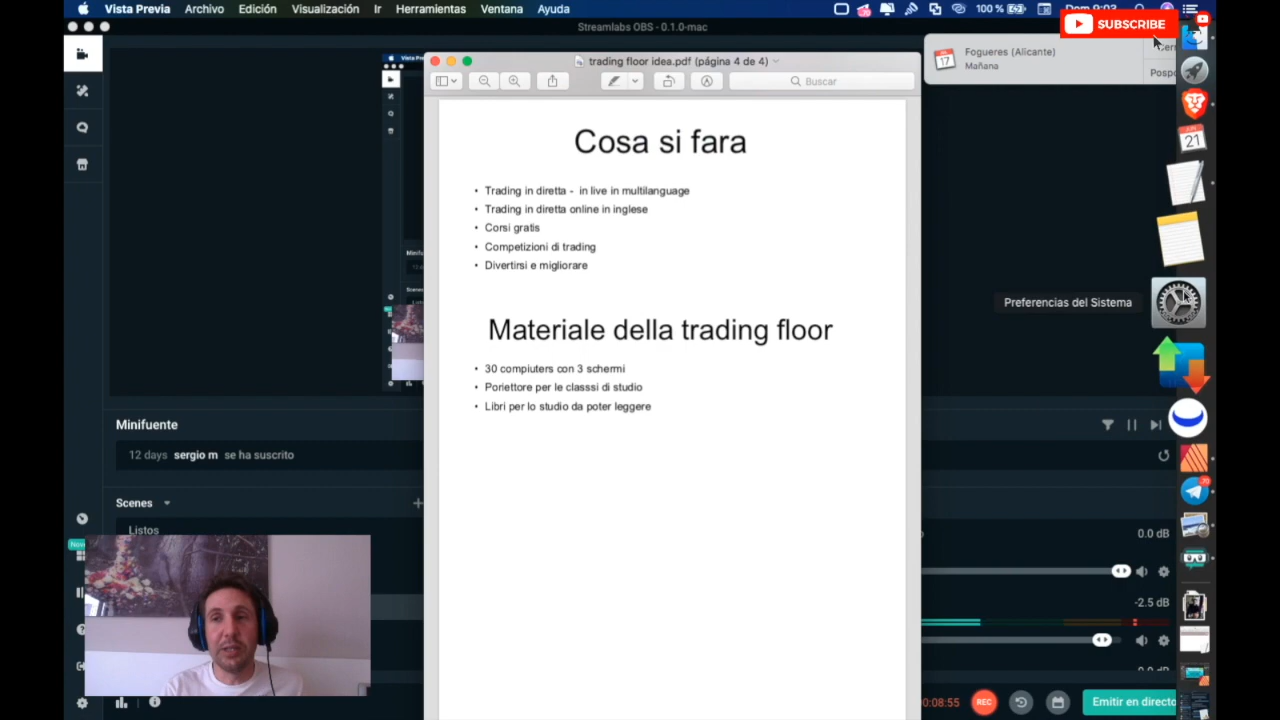 Vista Previa Archivo Edición Visualización Ir Herramientas Ventana Ayuda 100 % Dom 9:03
Streamlabs OBS - 0.1.0-mac
SUBSCRIBE
trading floor idea.pdf (página 4 de 4)
Buscar
17
Fogueres (Alicante)
Mañana
Cosa si fara
• Trading in diretta - in live in multilanguage
• Trading in diretta online in inglese
• Corsi gratis
• Competizioni di trading
• Divertirsi e migliorare
Materiale della trading floor
• 30 compiuters con 3 schermi
• Poriettore per le classsi di studio
• Libri per lo studio da poter leggere
21
Preferencias del Sistema
Minifuente
12 days sergio m se ha suscrito
Scenes
Listos
0.0 dB
-2.5 dB
0:08:55
REC
Emitir en directo